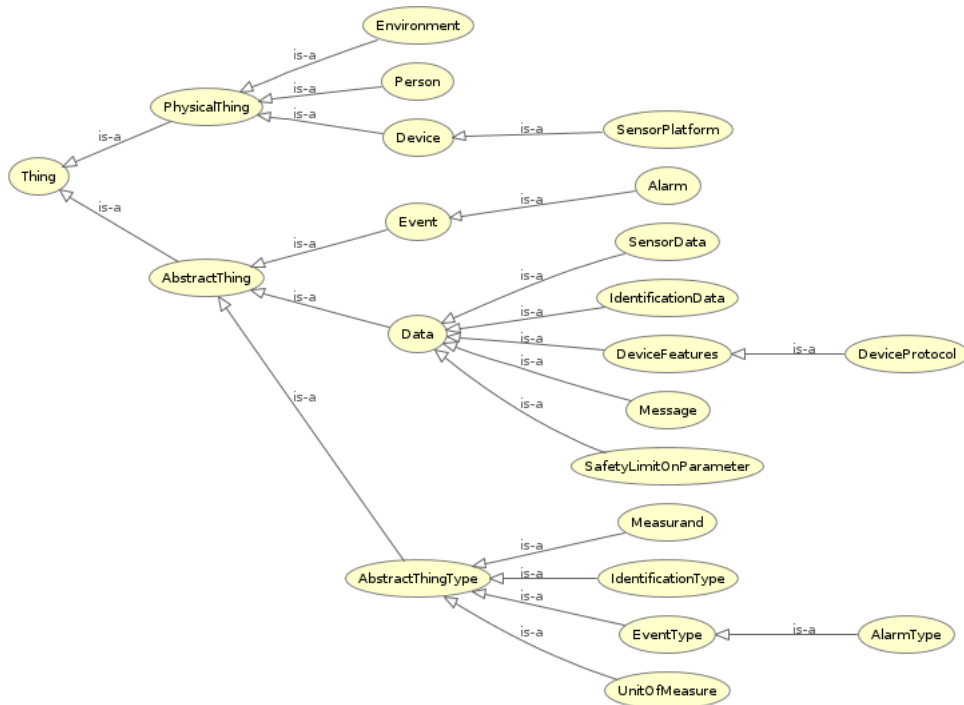 Environment
is-a
Person
is-a
PhysicalThing
is-a
Device
is-a
SensorPlatform
is-a
Thing
is-a
Alarm
is-a
Event
is-a
SensorData
is-a
AbstractThing
is-a
IdentificationData
is-a
Data
is-a
DeviceFeatures
is-a
DeviceProtocol
is-a
Message
is-a
SafetyLimitOnParameter
is-a
is-a
Measurand
is-a
AbstractThingType
is-a
IdentificationType
is-a
EventType
is-a
AlarmType
is-a
UnitOfMeasure